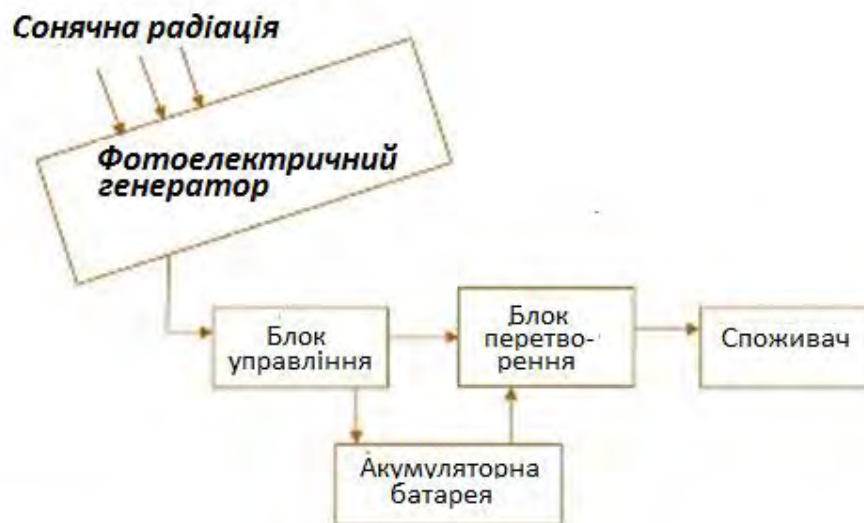 Сонячна радіація
Фотоелектричний
генератор
Блок
управління
Блок
перетво-
рення
Споживач
Акумуляторна
батарея